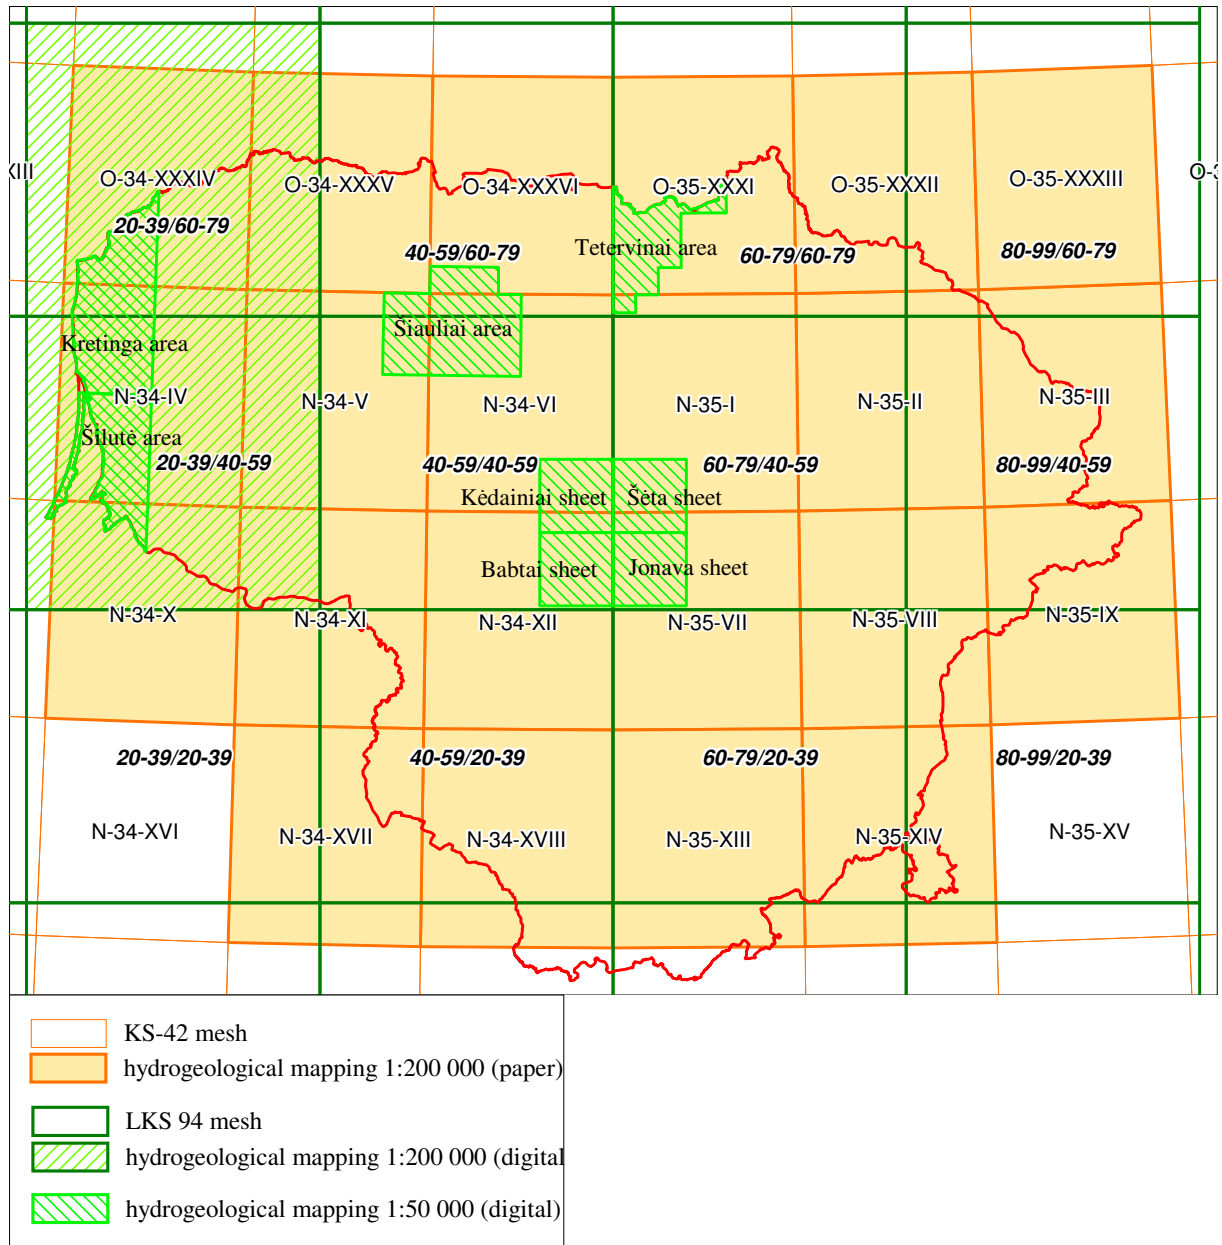 XIII
O-34-XXXIV
O-34-XXXV
O-34-XXXVI
O-35-XXXI
O-35-XXXII
O-35-XXXIII
20-39/60-79
40-59/60-79
Tetervinai area
60-79/60-79
80-99/60-79
Kretinga area
Šiauliai area
N-34-IV
N-34-V
N-34-VI
N-35-I
N-35-II
N-35-III
Šilutė area
20-39/40-59
40-59/40-59
60-79/40-59
80-99/40-59
Kėdainiai sheet
Šėta sheet
Babtai sheet
Jonava sheet
N-34-X
N-34-XI
N-34-XII
N-35-VII
N-35-VIII
N-35-IX
20-39/20-39
40-59/20-39
60-79/20-39
80-99/20-39
N-34-XVI
N-34-XVII
N-34-XVIII
N-35-XIII
N-35-XIV
N-35-XV
KS-42 mesh
hydrogeological mapping 1:200 000 (paper)
LKS 94 mesh
hydrogeological mapping 1:200 000 (digital
hydrogeological mapping 1:50 000 (digital)